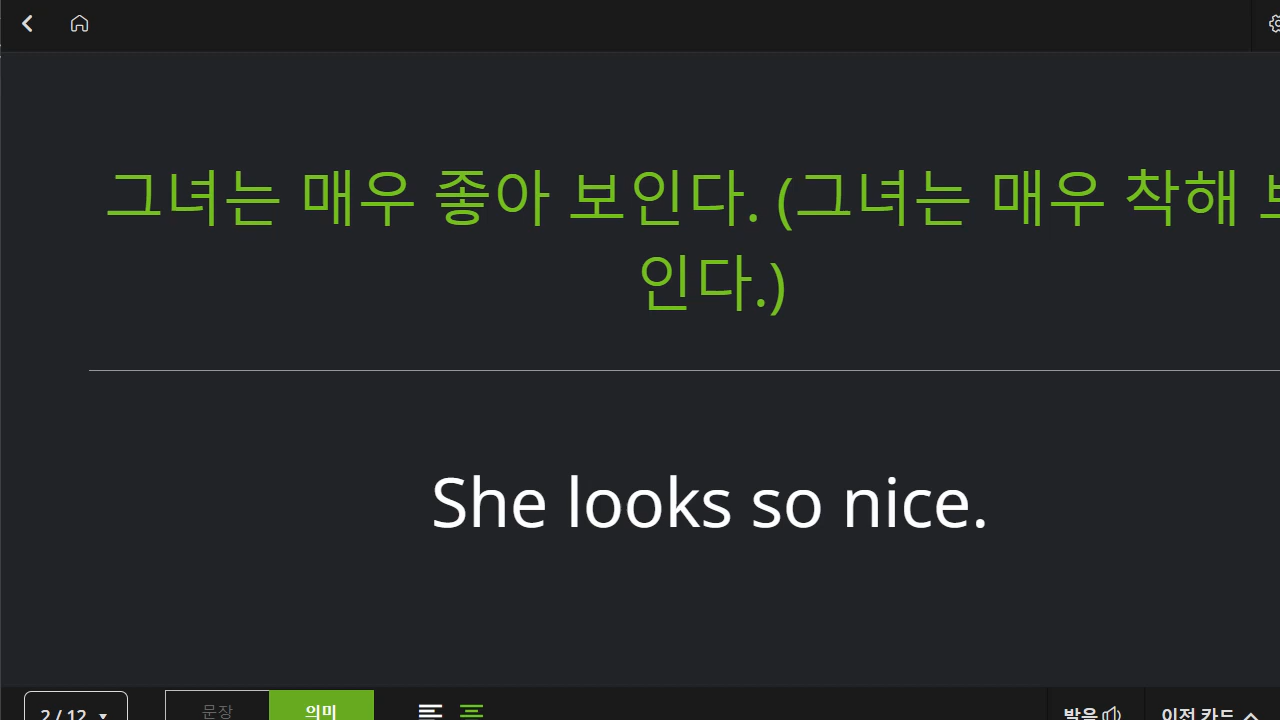 그녀는 매우 좋아 보인다. (그녀는 매우 착해 보
인다.)
She looks so nice.
2 / 12
문장
의미
발음
이전 카드